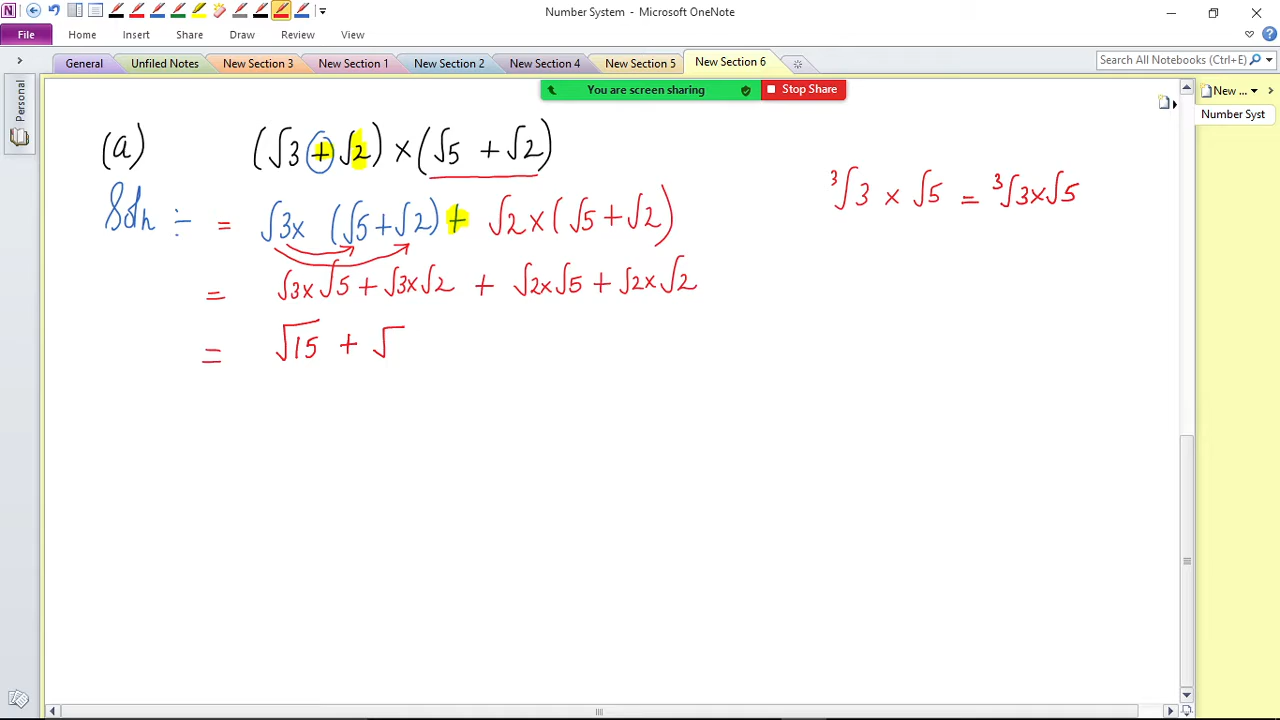 Number System - Microsoft OneNote
File Home Insert Share Draw Review View
General Unfiled Notes New Section 3 New Section 1 New Section 2 New Section 4 New Section 5 New Section 6
Search All Notebooks (Ctrl+E)
You are screen sharing Stop Share
Personal
New ...
Number Syst
(a) (√3 + √2) × (√5 + √2)
Soln ÷ = √3 × (√5 + √2) + √2 × (√5 + √2)
= √3 × √5 + √3 × √2 + √2 × √5 + √2 × √2
= √15 + √
³√3 × √5 = ³√3 × √5